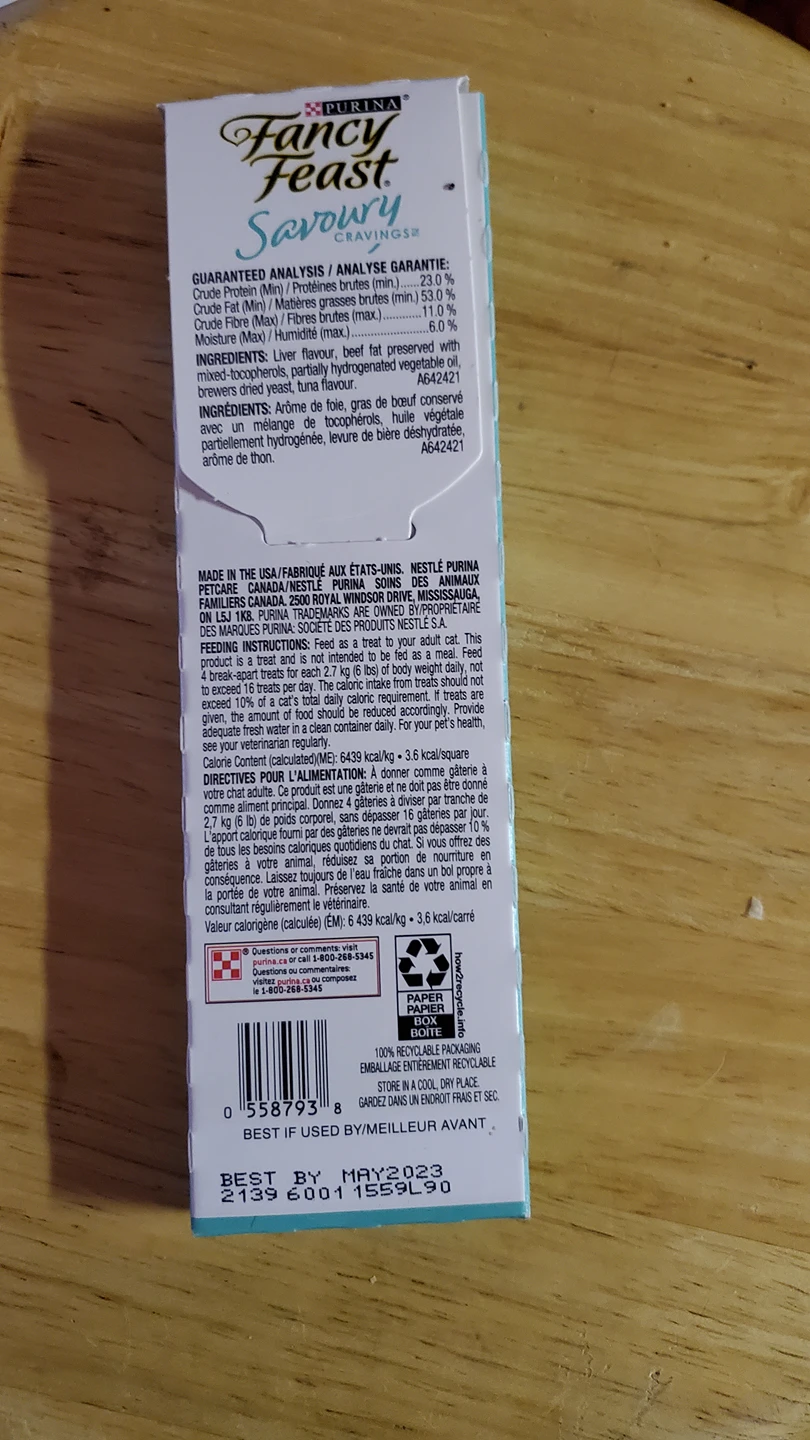 PURINA®
Fancy
Feast®
Savoury
CRAVINGS
GUARANTEED ANALYSIS / ANALYSE GARANTIE:
Crude Protein (Min) / Protéines brutes (min.)......23.0 %
Crude Fat (Min) / Matières grasses brutes (min.) 53.0 %
Crude Fibre (Max) / Fibres brutes (max.)............11.0 %
Moisture (Max) / Humidité (max.).......................6.0 %
INGREDIENTS: Liver flavour, beef fat preserved with
mixed-tocopherols, partially hydrogenated vegetable oil,
brewers dried yeast, tuna flavour. A642421
INGRÉDIENTS: Arôme de foie, gras de bœuf conservé
avec un mélange de tocophérols, huile végétale
partiellement hydrogénée, levure de bière déshydratée,
arôme de thon. A642421
MADE IN THE USA/FABRIQUÉ AUX ÉTATS-UNIS. NESTLÉ PURINA
PETCARE CANADA/NESTLÉ PURINA SOINS DES ANIMAUX
FAMILIERS CANADA. 2500 ROYAL WINDSOR DRIVE, MISSISSAUGA,
ON L5J 1K8. PURINA TRADEMARKS ARE OWNED BY/PROPRIÉTAIRE
DES MARQUES PURINA: SOCIÉTÉ DES PRODUITS NESTLÉ S.A.
FEEDING INSTRUCTIONS: Feed as a treat to your adult cat. This
product is a treat and is not intended to be fed as a meal. Feed
4 break-apart treats for each 2.7 kg (6 lbs) of body weight daily, not
to exceed 16 treats per day. The caloric intake from treats should not
exceed 10% of a cat's total daily caloric requirement. If treats are
given, the amount of food should be reduced accordingly. Provide
adequate fresh water in a clean container daily. For your pet's health,
see your veterinarian regularly.
Calorie Content (calculated)(ME): 6439 kcal/kg • 3.6 kcal/square
DIRECTIVES POUR L'ALIMENTATION: À donner comme gâterie à
votre chat adulte. Ce produit est une gâterie et ne doit pas être donné
comme aliment principal. Donnez 4 gâteries à diviser par tranche de
2,7 kg (6 lb) de poids corporel, sans dépasser 16 gâteries par jour.
L'apport calorique fourni par des gâteries ne devrait pas dépasser 10 %
de tous les besoins caloriques quotidiens du chat. Si vous offrez des
gâteries à votre animal, réduisez sa portion de nourriture en
conséquence. Laissez toujours de l'eau fraîche dans un bol propre à
la portée de votre animal. Préservez la santé de votre animal en
consultant régulièrement le vétérinaire.
Valeur calorigène (calculée) (ÉM): 6 439 kcal/kg • 3,6 kcal/carré
® Questions or comments: visit
purina.ca or call 1-800-268-5345
Questions ou commentaires:
visitez purina.ca ou composez
le 1-800-268-5345
PAPER
PAPIER
BOX
BOÎTE
how2recycle.info
100% RECYCLABLE PACKAGING
EMBALLAGE ENTIÈREMENT RECYCLABLE
STORE IN A COOL, DRY PLACE.
GARDEZ DANS UN ENDROIT FRAIS ET SEC.
0 558793 8
BEST IF USED BY/MEILLEUR AVANT
BEST BY MAY2023
2139 6001 1559L90